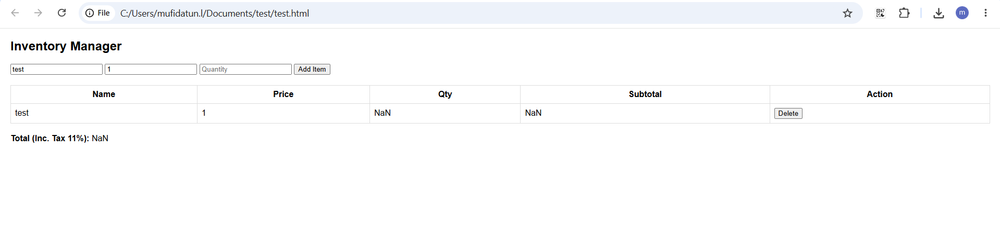 File C:/Users/mufidatun.l/Documents/test/test.html m
Inventory Manager
test 1 Quantity Add Item
Name Price Qty Subtotal Action
test 1 NaN NaN Delete
Total (Inc. Tax 11%): NaN